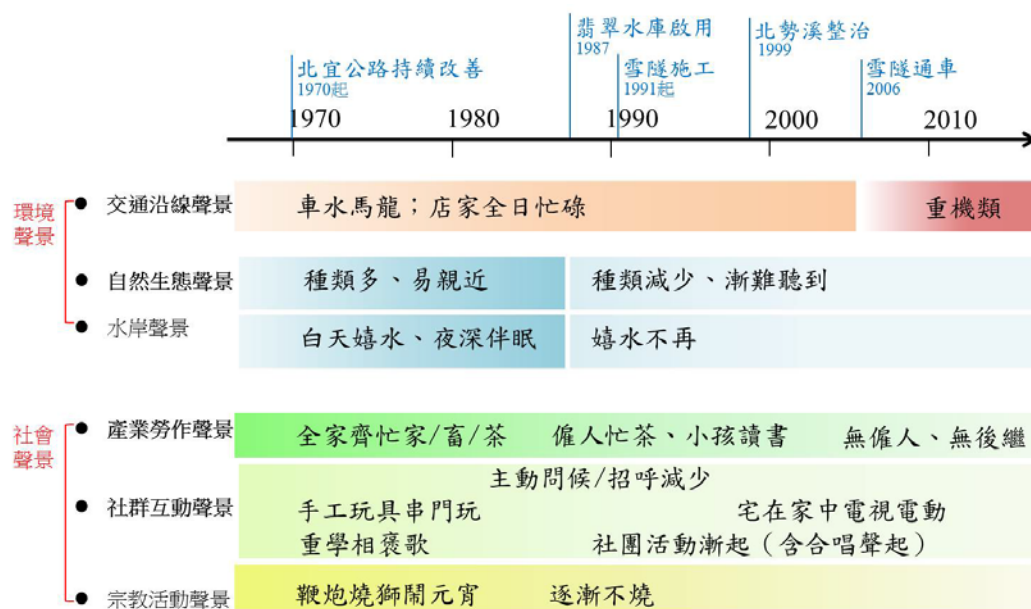 翡翠水庫啟用
1987
北勢溪整治
1999
北宜公路持續改善
1970起
雪隧施工
1991起
雪隧通車
2006
1970 1980 1990 2000 2010
環境聲景
交通沿線聲景
車水馬龍；店家全日忙碌
重機類
自然生態聲景
種類多、易親近
種類減少、漸難聽到
水岸聲景
白天嬉水、夜深伴眠
嬉水不再
社會聲景
產業勞作聲景
全家齊忙家/畜/茶
僱人忙茶、小孩讀書
無僱人、無後繼
社群互動聲景
主動問候/招呼減少
手工玩具串門玩
宅在家中電視電動
重學相褒歌
社團活動漸起（含合唱聲起）
宗教活動聲景
鞭炮燒獅鬧元宵
逐漸不燒